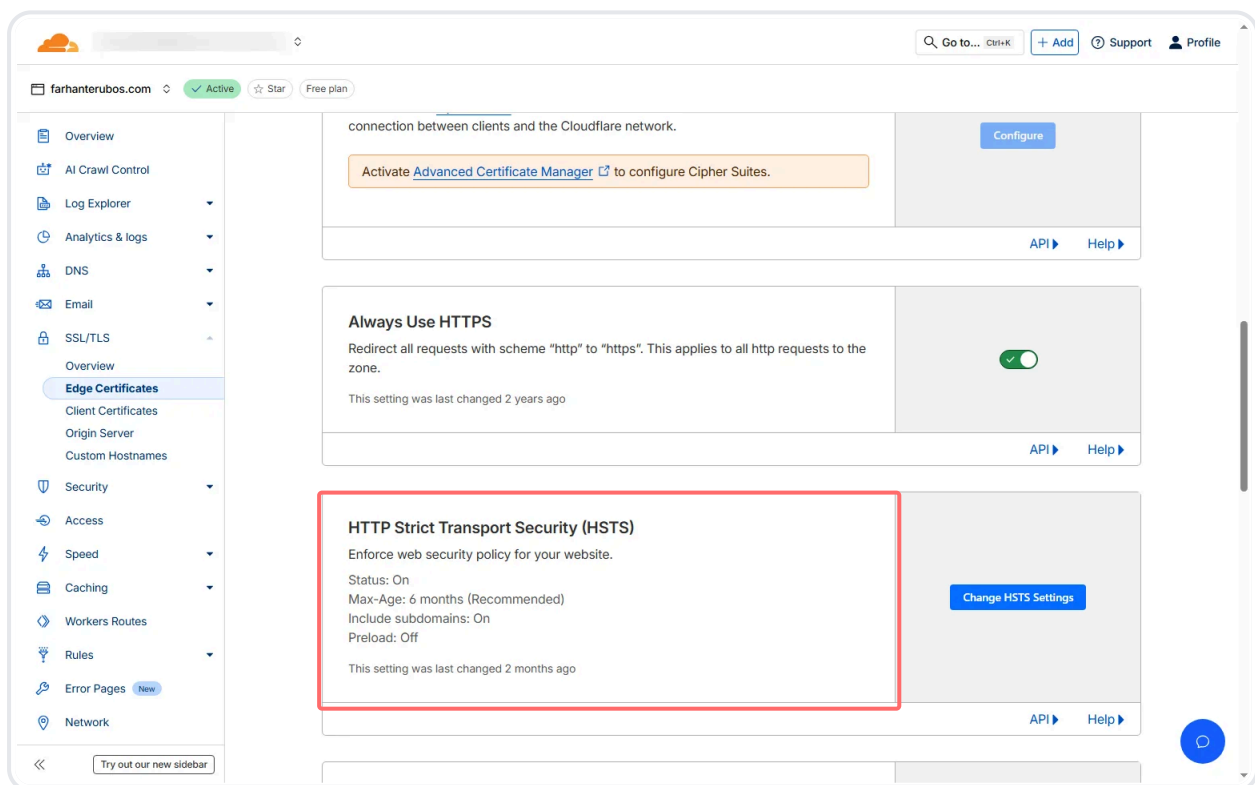 Go to... Ctrl+K
+ Add
Support
Profile
farhanterubos.com
Active
Star
Free plan
Overview
AI Crawl Control
Log Explorer
Analytics & logs
DNS
Email
SSL/TLS
Overview
Edge Certificates
Client Certificates
Origin Server
Custom Hostnames
Security
Access
Speed
Caching
Workers Routes
Rules
Error Pages New
Network
Try out our new sidebar
connection between clients and the Cloudflare network.
Activate Advanced Certificate Manager to configure Cipher Suites.
Configure
API
Help
Always Use HTTPS
Redirect all requests with scheme “http” to “https”. This applies to all http requests to the
zone.
This setting was last changed 2 years ago
API
Help
HTTP Strict Transport Security (HSTS)
Enforce web security policy for your website.
Status: On
Max-Age: 6 months (Recommended)
Include subdomains: On
Preload: Off
This setting was last changed 2 months ago
Change HSTS Settings
API
Help